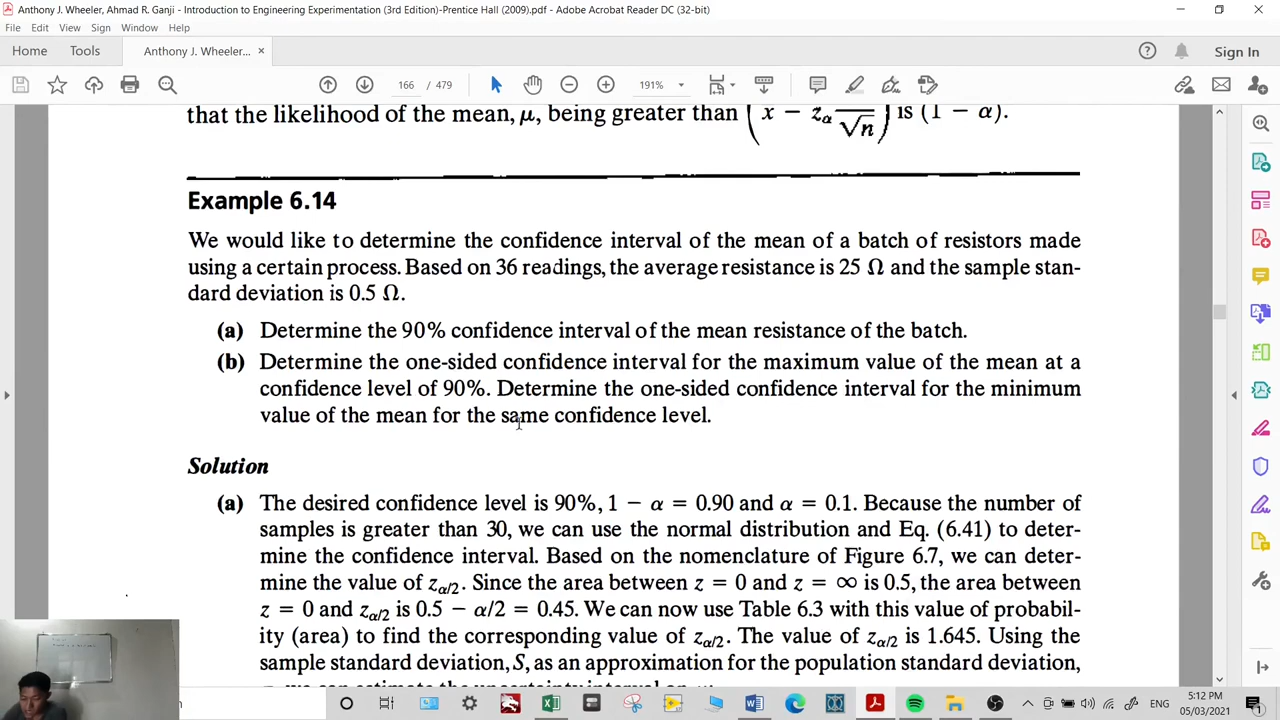 Anthony J. Wheeler, Ahmad R. Ganji - Introduction to Engineering Experimentation (3rd Edition)-Prentice Hall (2009).pdf - Adobe Acrobat Reader DC (32-bit)
File Edit View Sign Window Help
Home Tools Anthony J. Wheeler... × Sign In
166 / 479 191%
that the likelihood of the mean, μ, being greater than (x − zα /√n) is (1 − α).
Example 6.14
We would like to determine the confidence interval of the mean of a batch of resistors made
using a certain process. Based on 36 readings, the average resistance is 25 Ω and the sample stan-
dard deviation is 0.5 Ω.
(a) Determine the 90% confidence interval of the mean resistance of the batch.
(b) Determine the one-sided confidence interval for the maximum value of the mean at a
confidence level of 90%. Determine the one-sided confidence interval for the minimum
value of the mean for the same confidence level.
Solution
(a) The desired confidence level is 90%, 1 − α = 0.90 and α = 0.1. Because the number of
samples is greater than 30, we can use the normal distribution and Eq. (6.41) to deter-
mine the confidence interval. Based on the nomenclature of Figure 6.7, we can deter-
mine the value of zα/2. Since the area between z = 0 and z = ∞ is 0.5, the area between
z = 0 and zα/2 is 0.5 − α/2 = 0.45. We can now use Table 6.3 with this value of probabil-
ity (area) to find the corresponding value of zα/2. The value of zα/2 is 1.645. Using the
sample standard deviation, S, as an approximation for the population standard deviation,
ENG
5:12 PM
05/03/2021